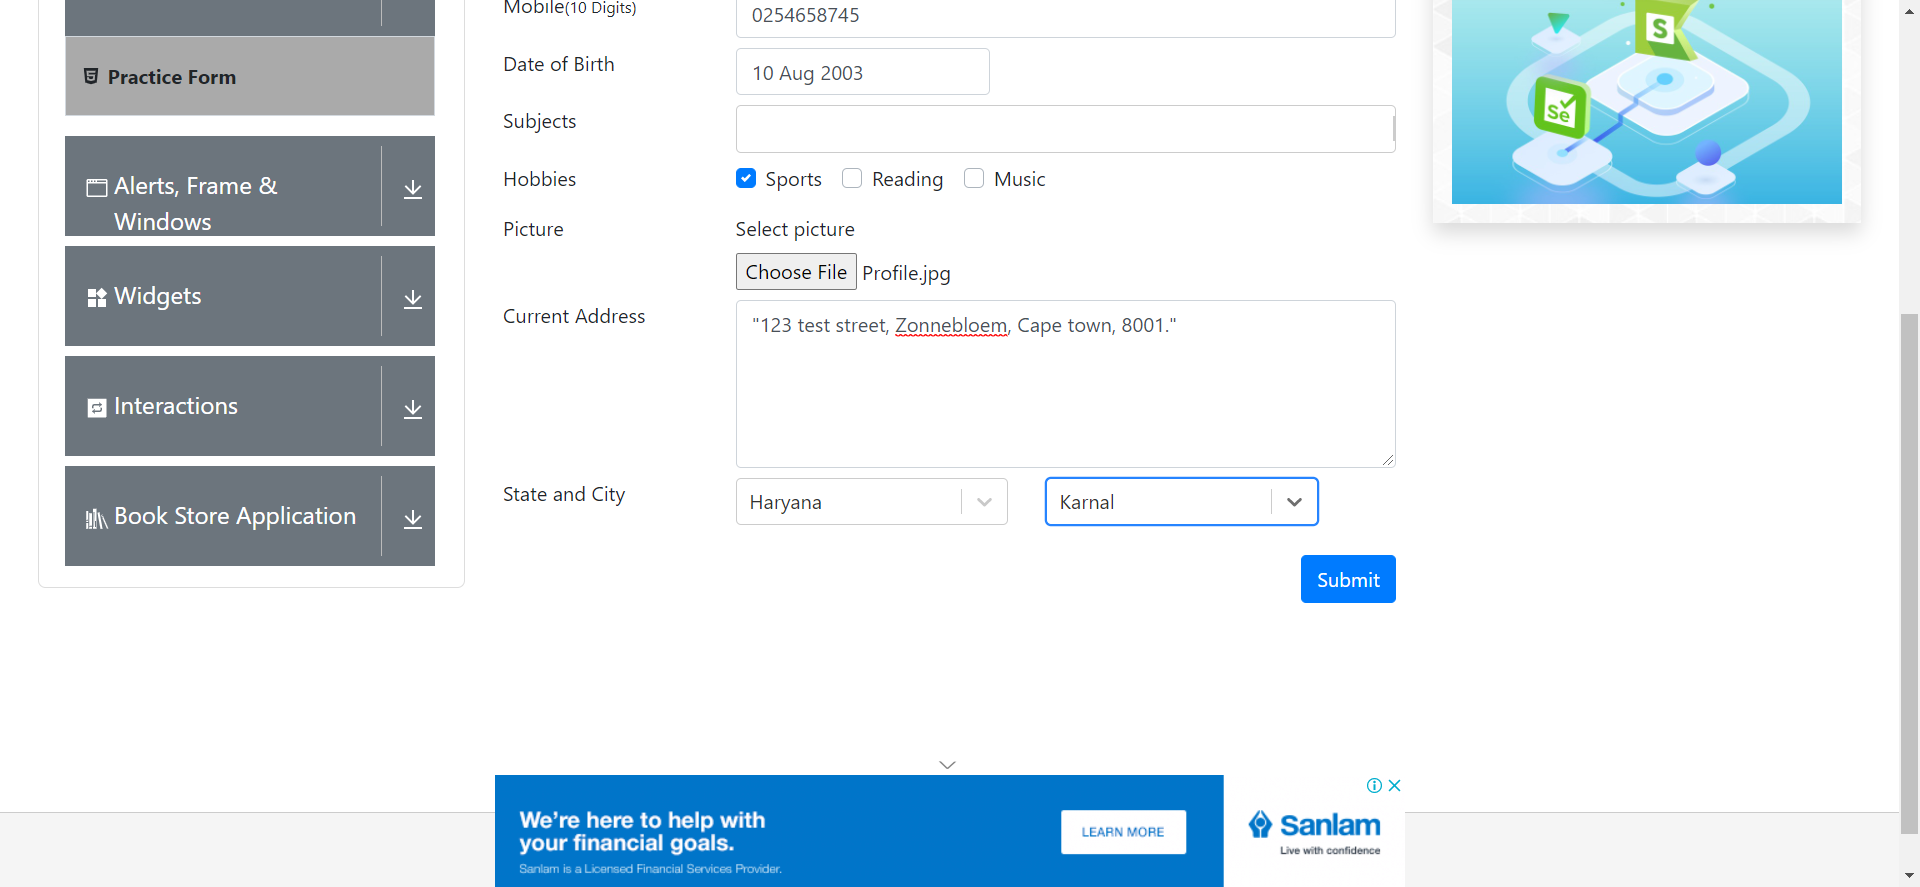 Mobile(10 Digits)
0254658745
Practice Form
Date of Birth
10 Aug 2003
Subjects
Alerts, Frame &
Windows
Hobbies
Sports
Reading
Music
Picture
Select picture
Choose File Profile.jpg
Widgets
Current Address
"123 test street, Zonnebloem, Cape town, 8001."
Interactions
State and City
Haryana
Karnal
Book Store Application
Submit
We're here to help with
your financial goals.
Sanlam is a Licensed Financial Services Provider.
LEARN MORE
Sanlam
Live with confidence
S
Se